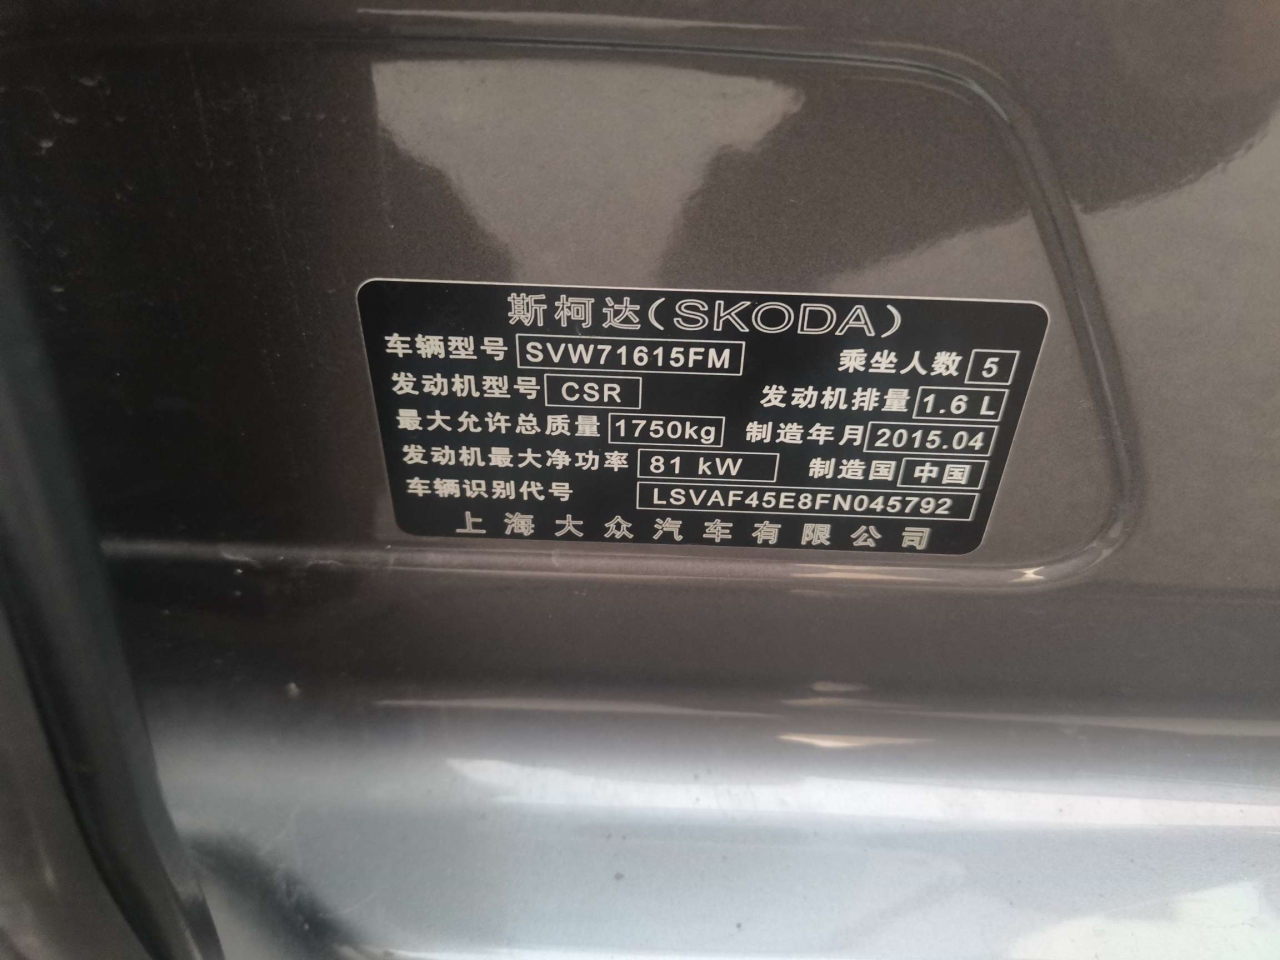 斯柯达(SKODA)
车辆型号 SVW71615FM 乘坐人数 5
发动机型号 CSR 发动机排量 1.6 L
最大允许总质量 1750kg 制造年月 2015.04
发动机最大净功率 81 kW 制造国 中国
车辆识别代号 LSVAF45E8FN045792
上海大众汽车有限公司